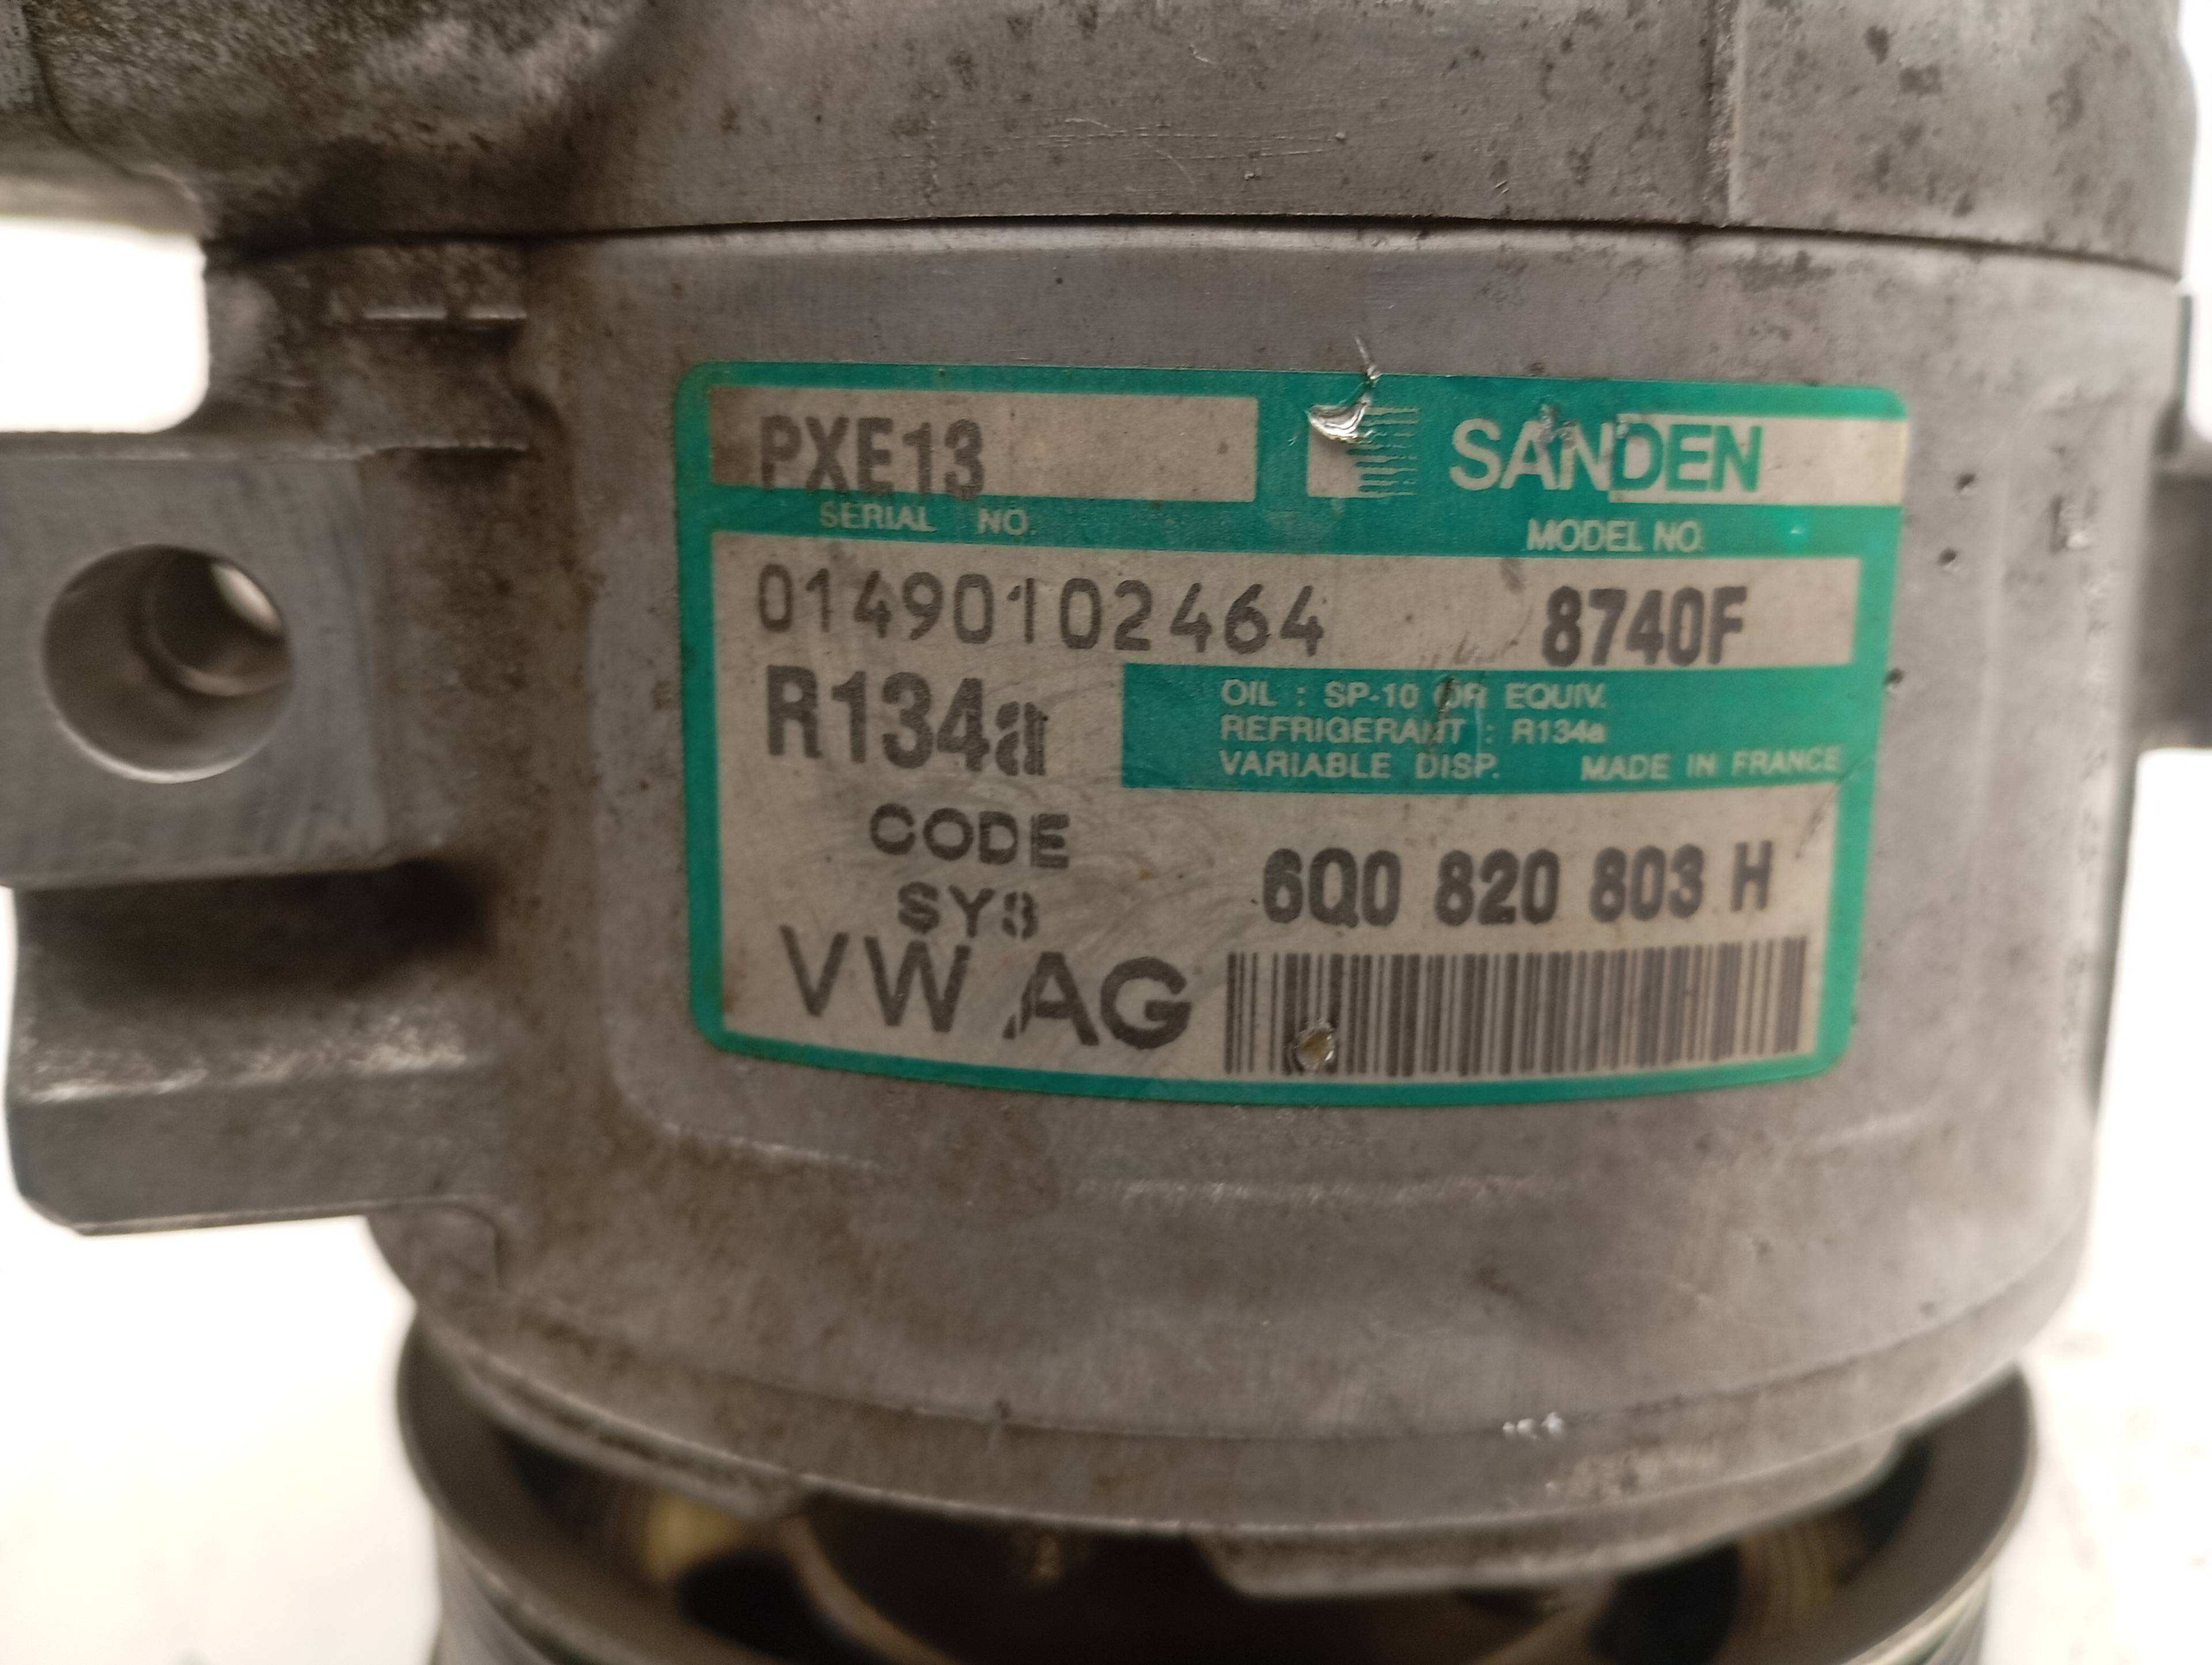 PXE13 SANDEN
SERIAL NO. MODEL NO.
01490102464 8740F
R134a
OIL : SP-10 OR EQUIV.
REFRIGERANT : R134a
VARIABLE DISP. MADE IN FRANCE
CODE
SYS
6Q0 820 803 H
VW AG